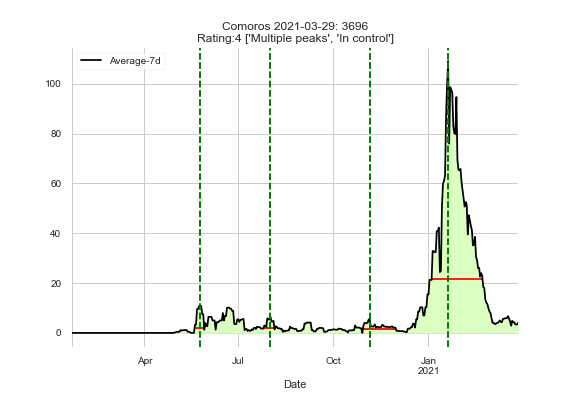 Comoros 2021-03-29: 3696
Rating:4 ['Multiple peaks', 'In control']
Average-7d
100
80
60
40
20
0
Apr
Jul
Oct
Jan
2021
Date